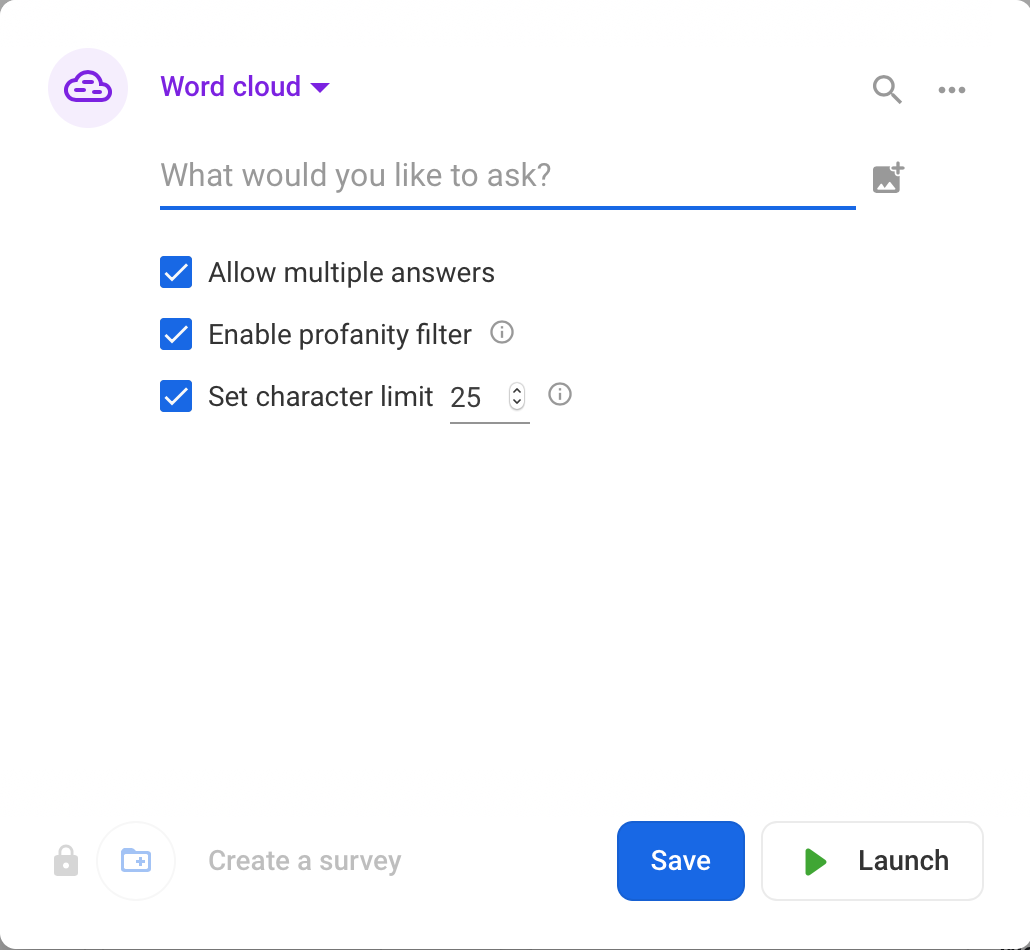 Word cloud
What would you like to ask?
Allow multiple answers
Enable profanity filter
Set character limit 25
Create a survey
Save
Launch